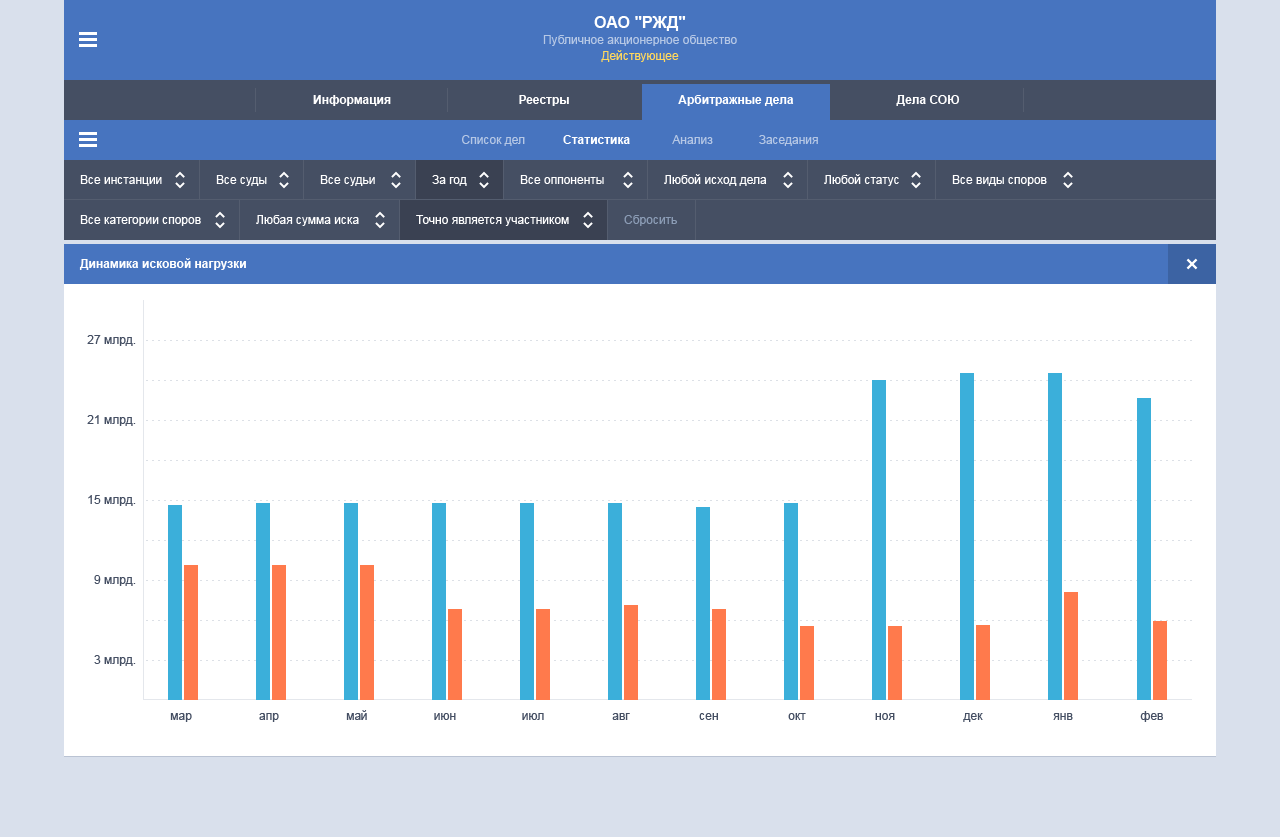 ОАО "РЖД"
Публичное акционерное общество
Действующее
Информация Реестры Арбитражные дела Дела СОЮ
Список дел Статистика Анализ Заседания
Все инстанции Все суды Все судьи За год Все оппоненты Любой исход дела Любой статус Все виды споров
Все категории споров Любая сумма иска Точно является участником Сбросить
Динамика исковой нагрузки
27 млрд.
21 млрд.
15 млрд.
9 млрд.
3 млрд.
мар апр май июн июл авг сен окт ноя дек янв фев